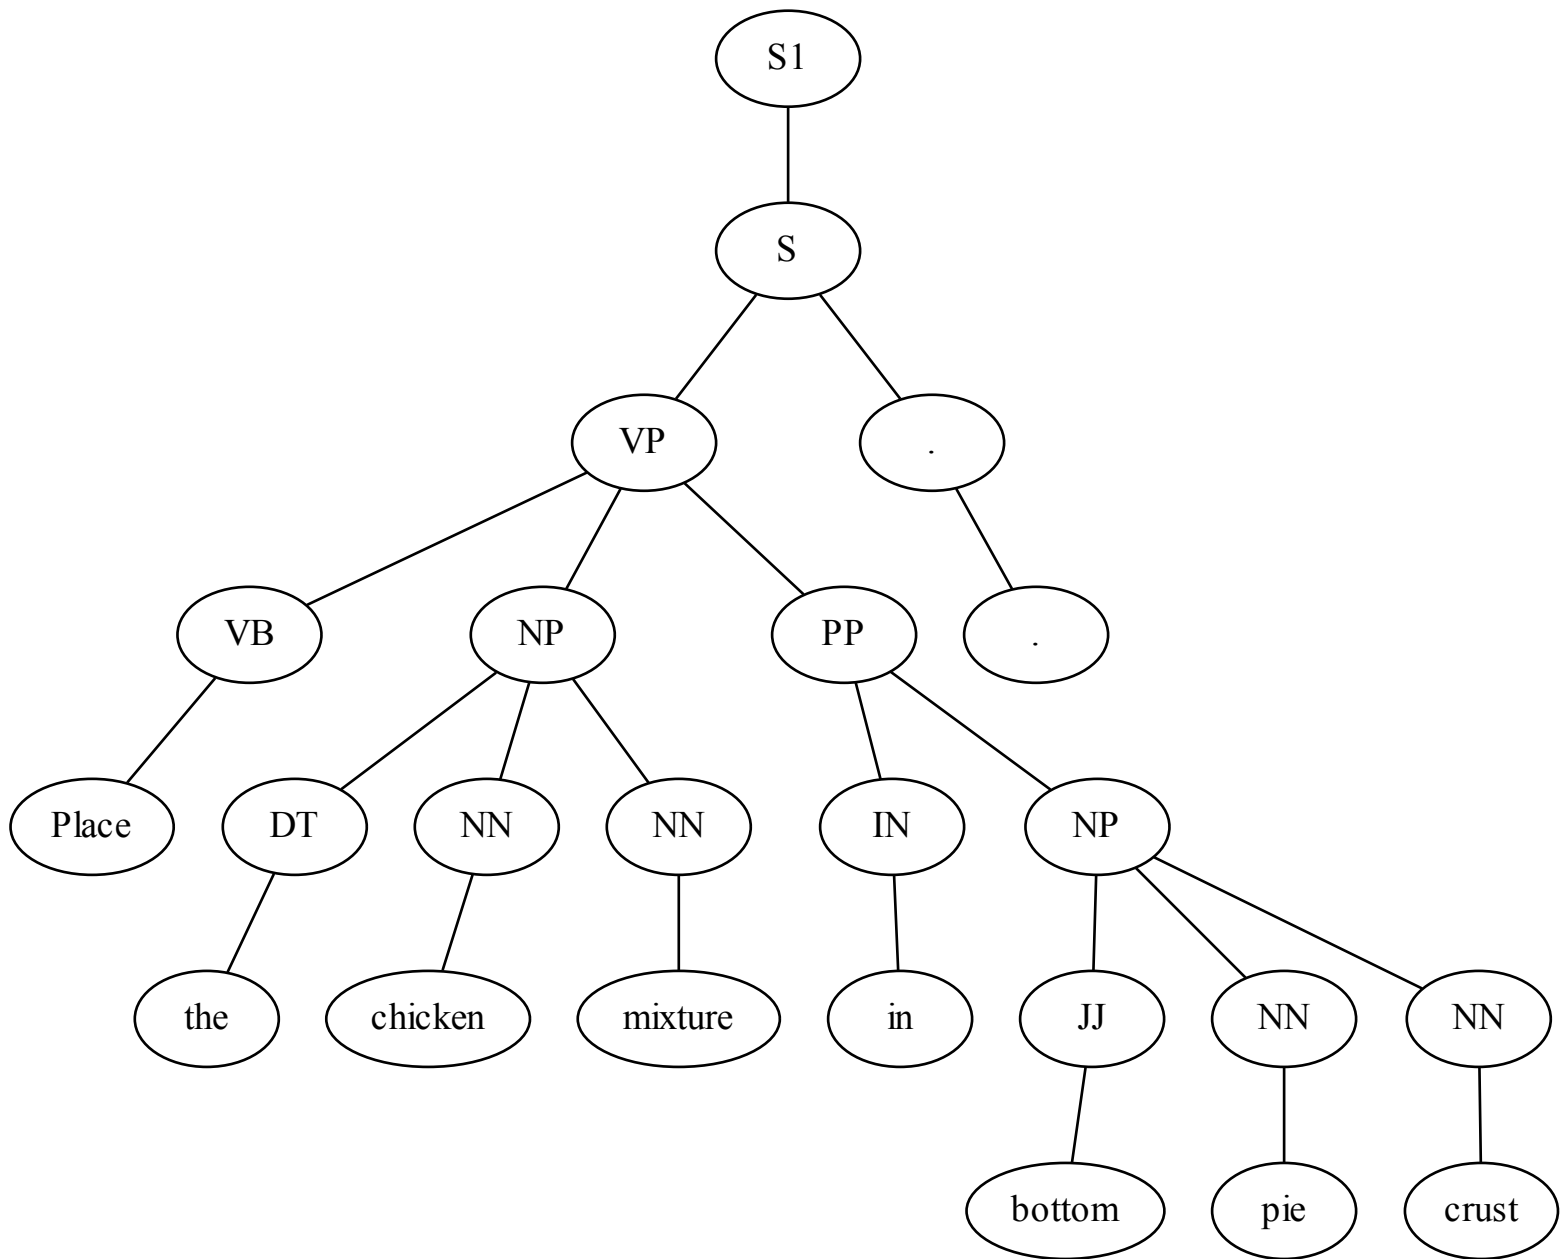 S1
S
VP .
VB NP PP .
Place DT NN NN IN NP
the chicken mixture in JJ NN NN
bottom pie crust